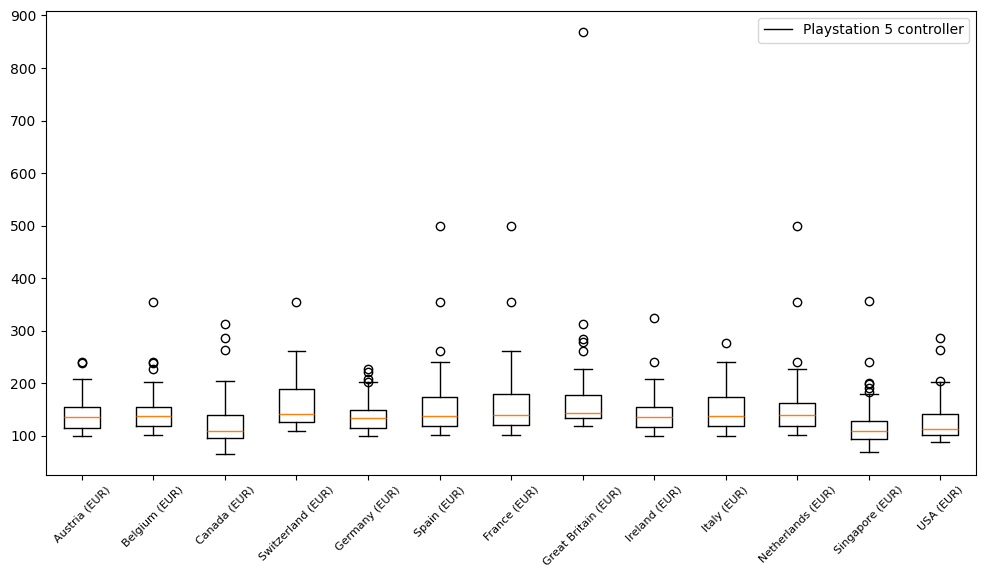 900
800
700
600
500
400
300
200
100
Playstation 5 controller
Austria (EUR)
Belgium (EUR)
Canada (EUR)
Switzerland (EUR)
Germany (EUR)
Spain (EUR)
France (EUR)
Great Britain (EUR)
Ireland (EUR)
Italy (EUR)
Netherlands (EUR)
Singapore (EUR)
USA (EUR)